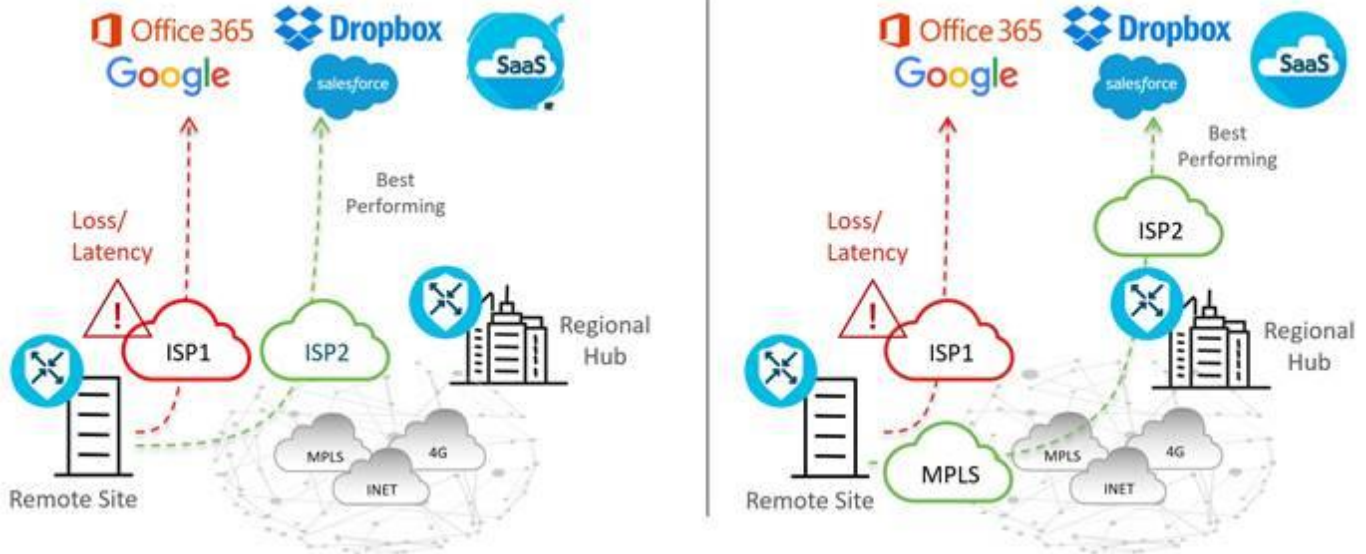 Office 365
Dropbox
Google
salesforce
SaaS
Best
Performing
Loss/
Latency
!
ISP1
ISP2
Regional
Hub
MPLS
4G
INET
Remote Site
Office 365
Dropbox
Google
salesforce
SaaS
Best
Performing
ISP2
Loss/
Latency
!
ISP1
Regional
Hub
MPLS
MPLS
4G
INET
Remote Site